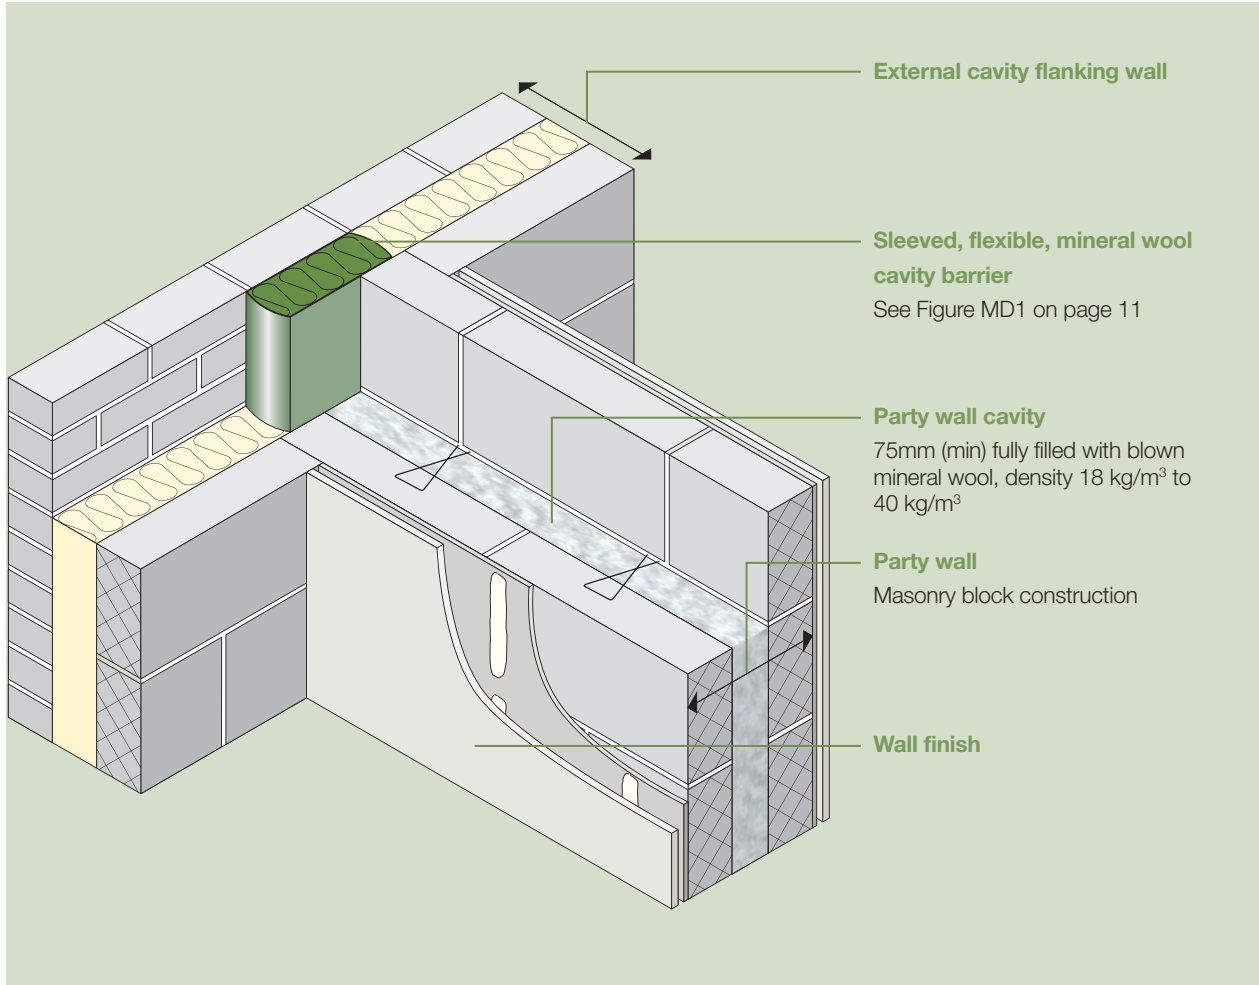 External cavity flanking wall
Sleeved, flexible, mineral wool
cavity barrier
See Figure MD1 on page 11
Party wall cavity
75mm (min) fully filled with blown
mineral wool, density 18 kg/m³ to
40 kg/m³
Party wall
Masonry block construction
Wall finish